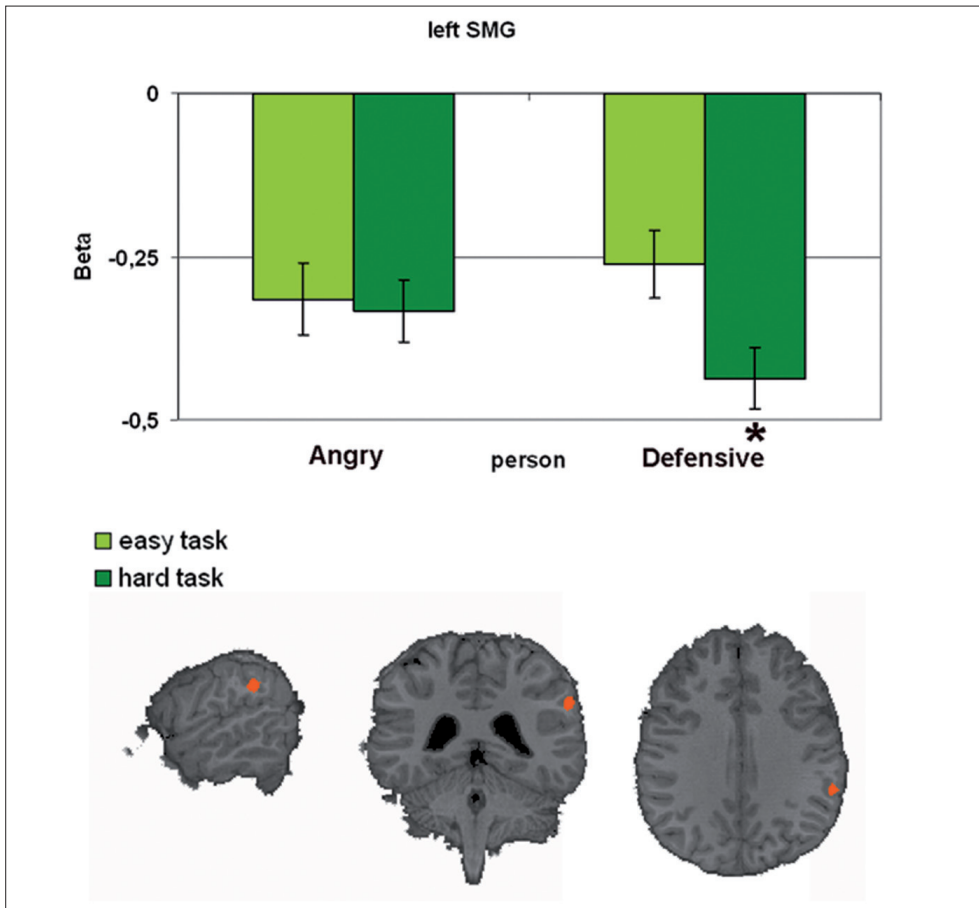 left SMG
0
-0,25
-0,5
Beta
Angry person Defensive
*
easy task
hard task